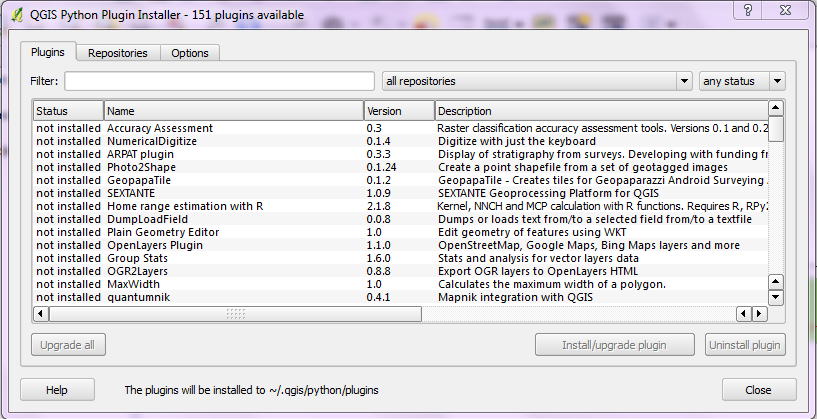 QGIS Python Plugin Installer - 151 plugins available
Plugins Repositories Options
Filter: all repositories any status
Status Name Version Description
not installed Accuracy Assessment 0.3 Raster classification accuracy assessment tools. Versions 0.1 and 0.2
not installed NumericalDigitize 0.1.4 Digitize with just the keyboard
not installed ARPAT plugin 0.3.3 Display of stratigraphy from surveys. Developing with funding fr
not installed Photo2Shape 0.1.24 Create a point shapefile from a set of geotagged images
not installed GeopapaTile 0.1.2 GeopapaTile - Creates tiles for Geopaparazzi Android Surveying
not installed SEXTANTE 1.0.9 SEXTANTE Geoprocessing Platform for QGIS
not installed Home range estimation with R 2.1.8 Kernel, NNCH and MCP calculation with R functions. Requires R, RPy2
not installed DumpLoadField 0.0.8 Dumps or loads text from/to a selected field from/to a textfile
not installed Plain Geometry Editor 1.0 Edit geometry of features using WKT
not installed OpenLayers Plugin 1.1.0 OpenStreetMap, Google Maps, Bing Maps layers and more
not installed Group Stats 1.6.0 Stats and analysis for vector layers data
not installed OGR2Layers 0.8.8 Export OGR layers to OpenLayers HTML
not installed MaxWidth 1.0 Calculates the maximum width of a polygon.
not installed quantumnik 0.4.1 Mapnik integration with QGIS
Upgrade all Install/upgrade plugin Uninstall plugin
Help The plugins will be installed to ~/.qgis/python/plugins Close